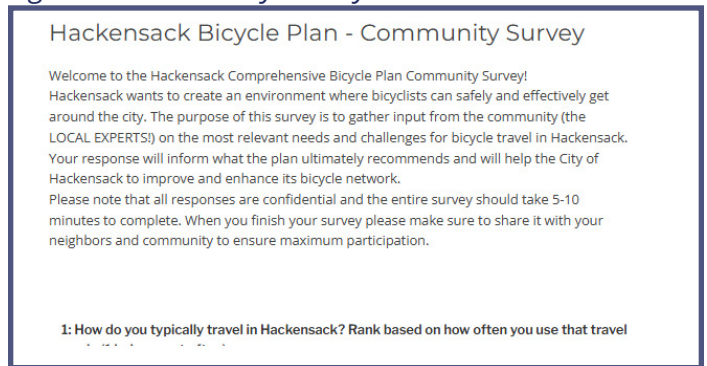 Hackensack Bicycle Plan - Community Survey
Welcome to the Hackensack Comprehensive Bicycle Plan Community Survey!
Hackensack wants to create an environment where bicyclists can safely and effectively get
around the city. The purpose of this survey is to gather input from the community (the
LOCAL EXPERTS!) on the most relevant needs and challenges for bicycle travel in Hackensack.
Your response will inform what the plan ultimately recommends and will help the City of
Hackensack to improve and enhance its bicycle network.
Please note that all responses are confidential and the entire survey should take 5-10
minutes to complete. When you finish your survey please make sure to share it with your
neighbors and community to ensure maximum participation.
1: How do you typically travel in Hackensack? Rank based on how often you use that travel